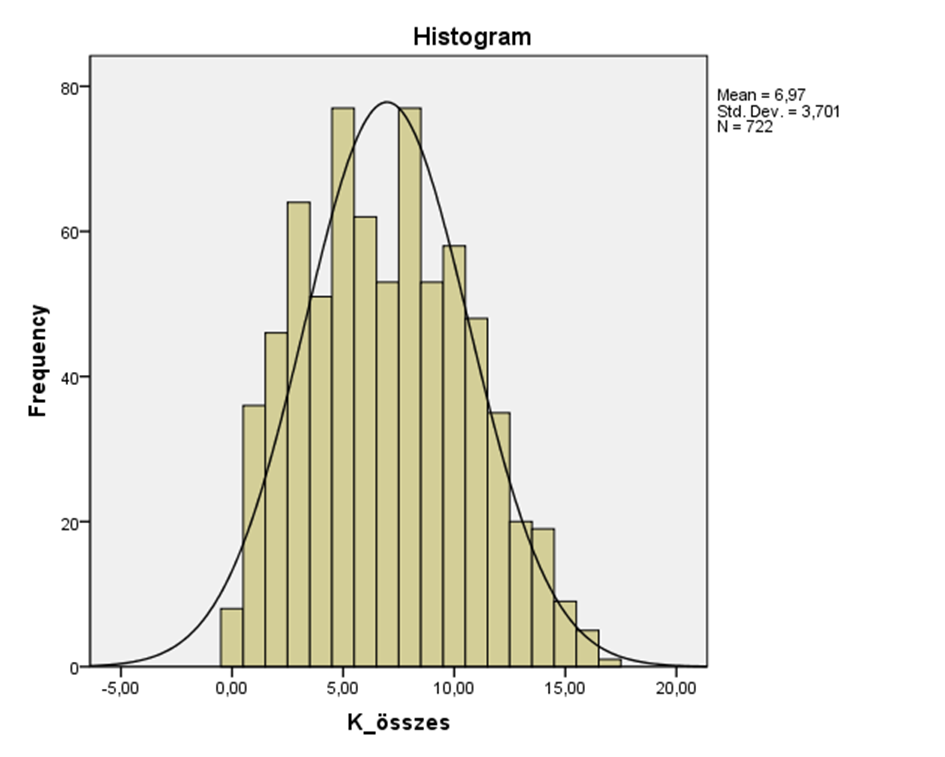 Histogram
Mean = 6,97
Std. Dev. = 3,701
N = 722
Frequency
80
60
40
20
0
-5,00 0,00 5,00 10,00 15,00 20,00
K_összes